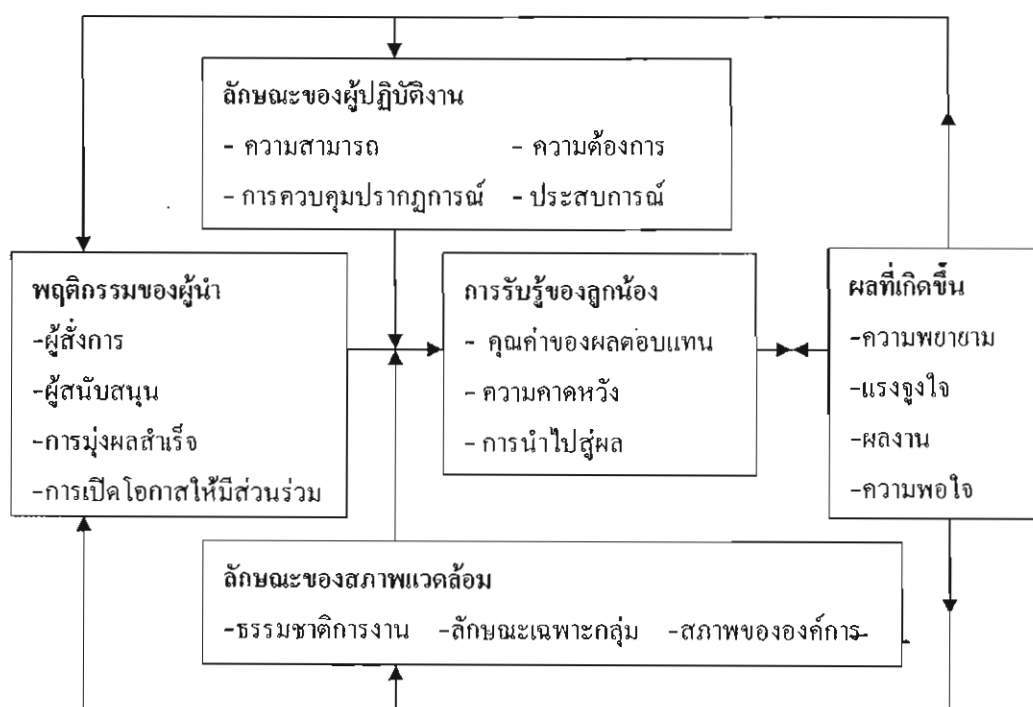 ลักษณะของผู้ปฏิบัติงาน
- ความสามารถ - ความต้องการ
- การควบคุมปรากฏการณ์ - ประสบการณ์
พฤติกรรมของผู้นำ
-ผู้สั่งการ
-ผู้สนับสนุน
-การมุ่งผลสำเร็จ
-การเปิดโอกาสให้มีส่วนร่วม
การรับรู้ของลูกน้อง
- คุณค่าของผลตอบแทน
- ความคาดหวัง
- การนำไปสู่ผล
ผลที่เกิดขึ้น
-ความพยายาม
-แรงจูงใจ
-ผลงาน
-ความพอใจ
ลักษณะของสภาพแวดล้อม
-ธรรมชาติการงาน -ลักษณะเฉพาะกลุ่ม -สภาพขององค์การ